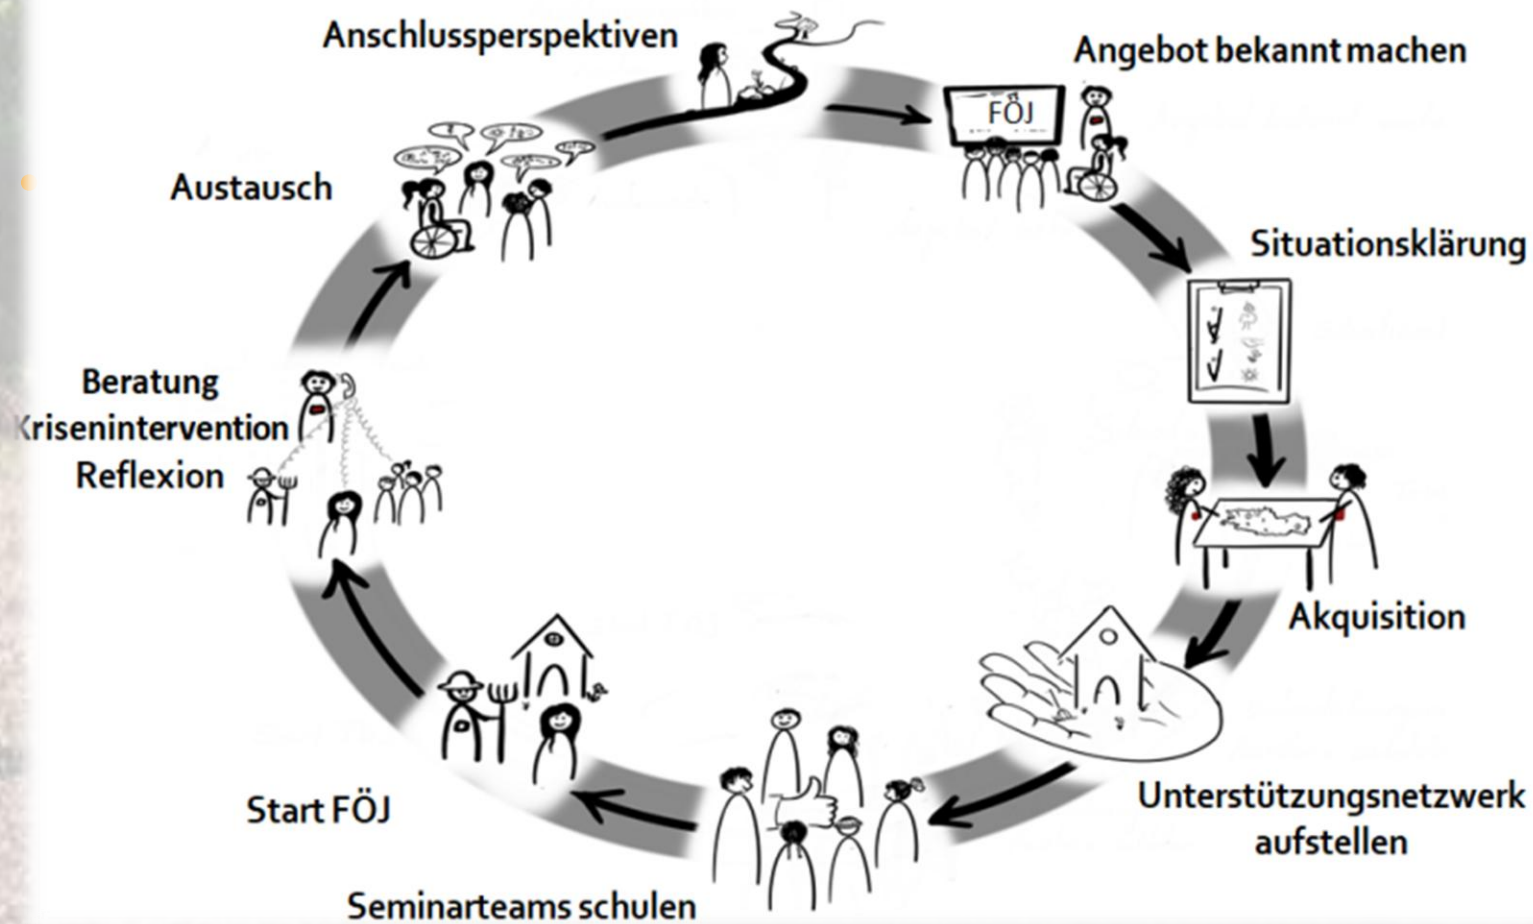 Anschlussperspektiven
Angebot bekannt machen
FÖJ
Situationsklärung
Akquisition
Unterstützungsnetzwerk
aufstellen
Seminarteams schulen
Start FÖJ
Beratung
Krisenintervention
Reflexion
Austausch